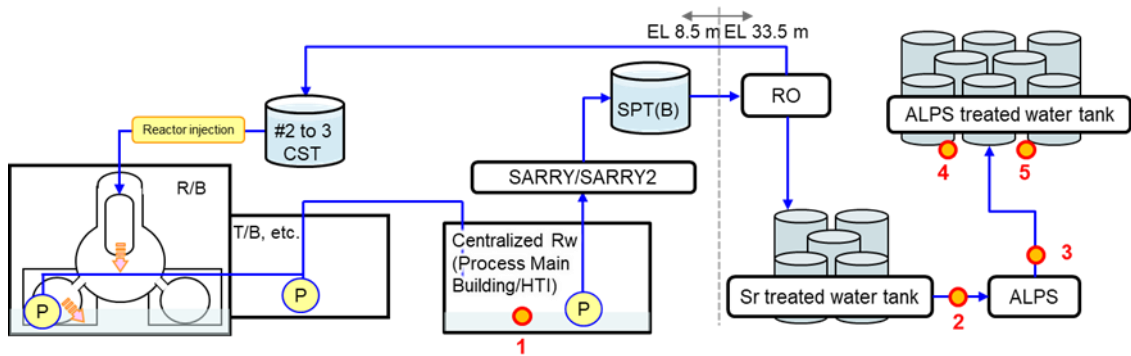 EL 8.5 m EL 33.5 m
Reactor injection
#2 to 3
CST
SPT(B)
RO
ALPS treated water tank
4
5
R/B
SARRY/SARRY2
T/B, etc.
Centralized Rw
(Process Main
Building/HTI)
P
P
P
1
Sr treated water tank
2
ALPS
3